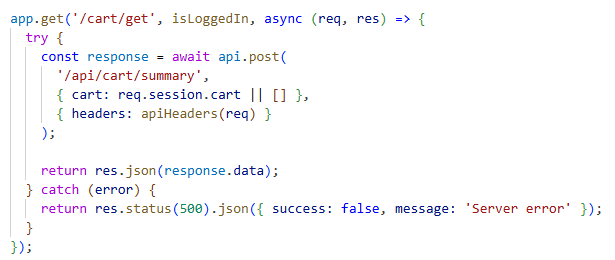 app.get('/cart/get', isLoggedIn, async (req, res) => {
  try {
    const response = await api.post(
      '/api/cart/summary',
      { cart: req.session.cart || [] },
      { headers: apiHeaders(req) }
    );

    return res.json(response.data);
  } catch (error) {
    return res.status(500).json({ success: false, message: 'Server error' });
  }
});